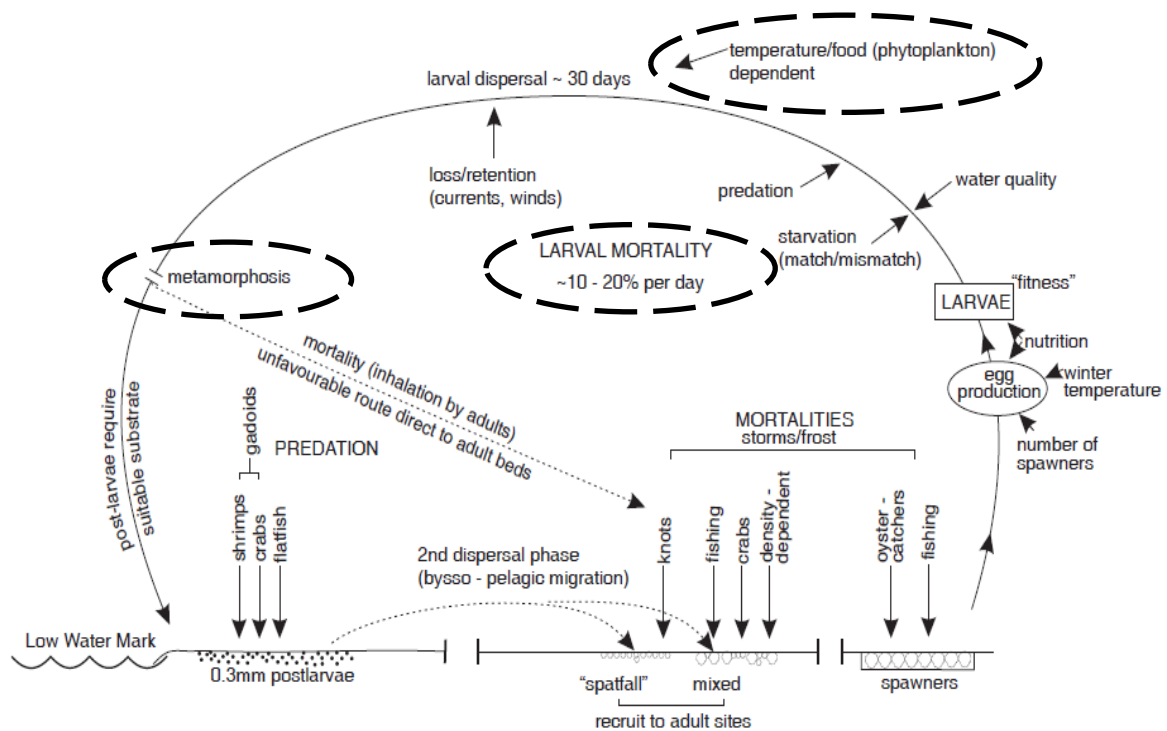 temperature/food (phytoplankton)
dependent
larval dispersal ~ 30 days
loss/retention
(currents, winds)
predation
water quality
starvation
(match/mismatch)
LARVAL MORTALITY
~10 - 20% per day
metamorphosis
"fitness"
LARVAE
nutrition
egg
production
winter
temperature
number of
spawners
mortality (inhalation by adults)
unfavourable route direct to adult beds
post-larvae require
suitable substrate
gadoids
PREDATION
shrimps
crabs
flatfish
MORTALITIES
storms/frost
knots
fishing
crabs
density -
dependent
oyster -
catchers
fishing
2nd dispersal phase
(bysso - pelagic migration)
Low Water Mark
0.3mm postlarvae
"spatfall"
mixed
spawners
recruit to adult sites